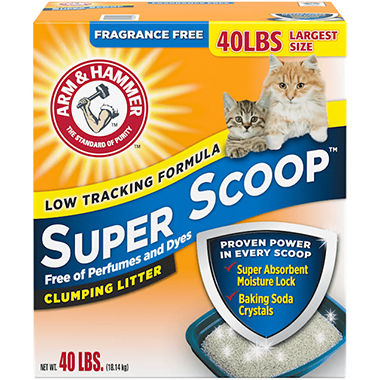 FRAGRANCE FREE
40LBS LARGEST SIZE
ARM & HAMMER
THE STANDARD OF PURITY
™
LOW TRACKING FORMULA
SUPER SCOOP™
Free of Perfumes and Dyes
CLUMPING LITTER
PROVEN POWER
IN EVERY SCOOP
✓ Super Absorbent
Moisture Lock
✓ Baking Soda
Crystals
NET WT. 40 LBS. (18.14kg)